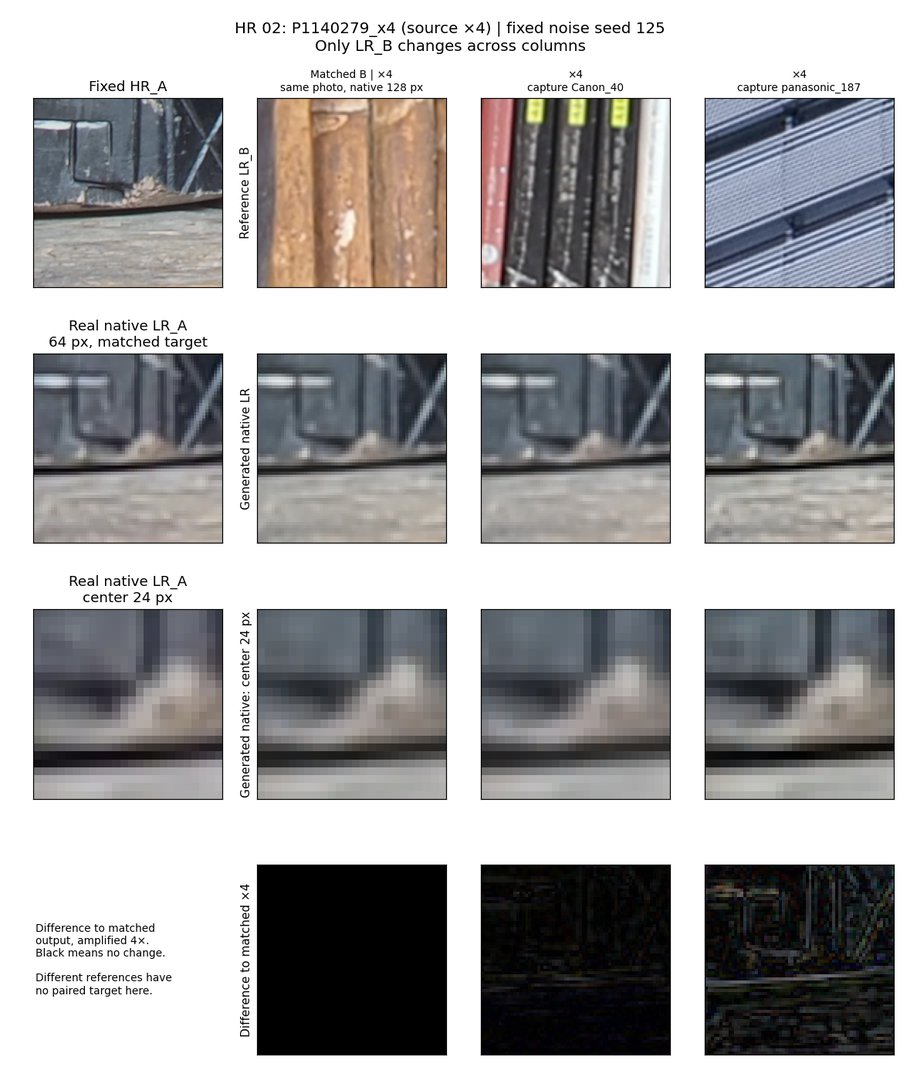 HR 02: P1140279_x4 (source ×4) | fixed noise seed 125
Only LR_B changes across columns
Fixed HR_A
Matched B | ×4
same photo, native 128 px
×4
capture Canon_40
×4
capture panasonic_187
Reference LR_B
Real native LR_A
64 px, matched target
Generated native LR
Real native LR_A
center 24 px
Generated native: center 24 px
Difference to matched
output, amplified 4×.
Black means no change.
Different references have
no paired target here.
Difference to matched ×4